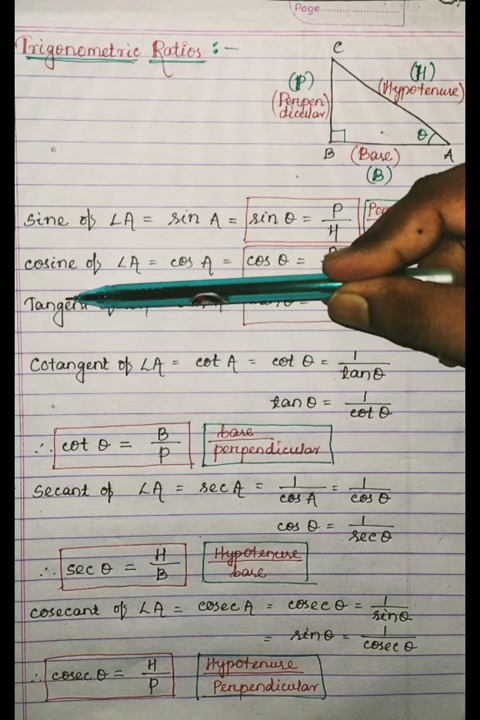 Page
Trigonometric Ratios :-
C
(P)
(Perpendicular)
(H)
(Hypotenuse)
θ
B
(Base)
A
(B)
Sine of ∠A = sin A = sin θ = P/H
cosine of ∠A = cos A = cos θ =
cotangent of ∠A = cot A = cot θ = 1/tanθ
tan θ = 1/cot θ
∴ cot θ = B/P base/perpendicular
Secant of ∠A = sec A = 1/cos A = 1/cos θ
cos θ = 1/sec θ
∴ sec θ = H/B Hypotenuse/base
cosecant of ∠A = cosec A = cosec θ = 1/sinθ
= sin θ = 1/cosec θ
∴ cosec θ = H/P Hypotenuse/Perpendicular